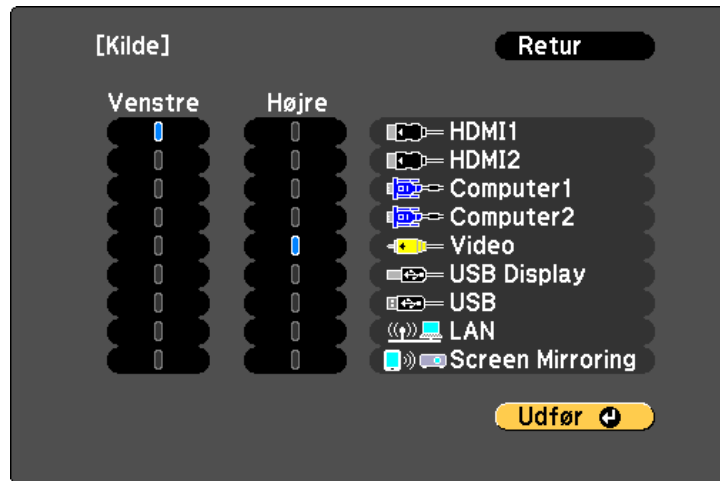 [Kilde] Retur
Venstre Højre
HDMI1
HDMI2
Computer1
Computer2
Video
USB Display
USB
LAN
Screen Mirroring
Udfør